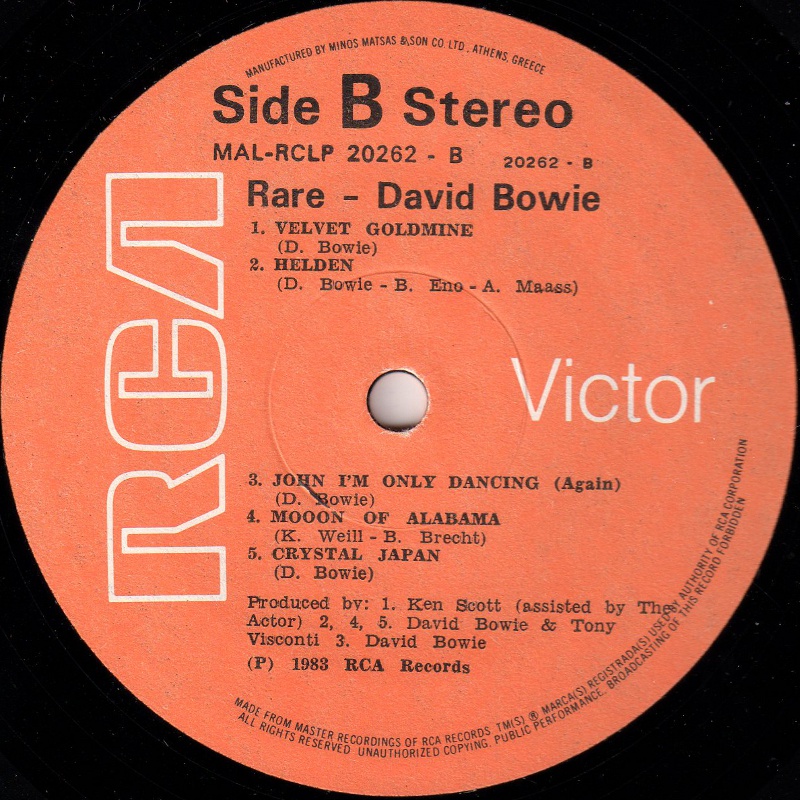 MANUFACTURED BY MINOS MATSAS & SON CO. LTD., ATHENS, GREECE
Side B Stereo
MAL-RCLP 20262 - B 20262 - B
Rare - David Bowie
1. VELVET GOLDMINE
(D. Bowie)
2. HELDEN
(D. Bowie - B. Eno - A. Maass)
RCA
Victor
3. JOHN I'M ONLY DANCING (Again)
(D. Bowie)
4. MOOON OF ALABAMA
(K. Weill - B. Brecht)
5. CRYSTAL JAPAN
(D. Bowie)
Produced by: 1. Ken Scott (assisted by The
Actor) 2, 4, 5. David Bowie & Tony
Visconti 3. David Bowie
(P) 1983 RCA Records
MADE FROM MASTER RECORDINGS OF RCA RECORDS TM(S) ® MARCA(S) REGISTRADA(S) USED BY AUTHORITY OF RCA CORPORATION
ALL RIGHTS RESERVED UNAUTHORIZED COPYING, PUBLIC PERFORMANCE, BROADCASTING OF THIS RECORD FORBIDDEN